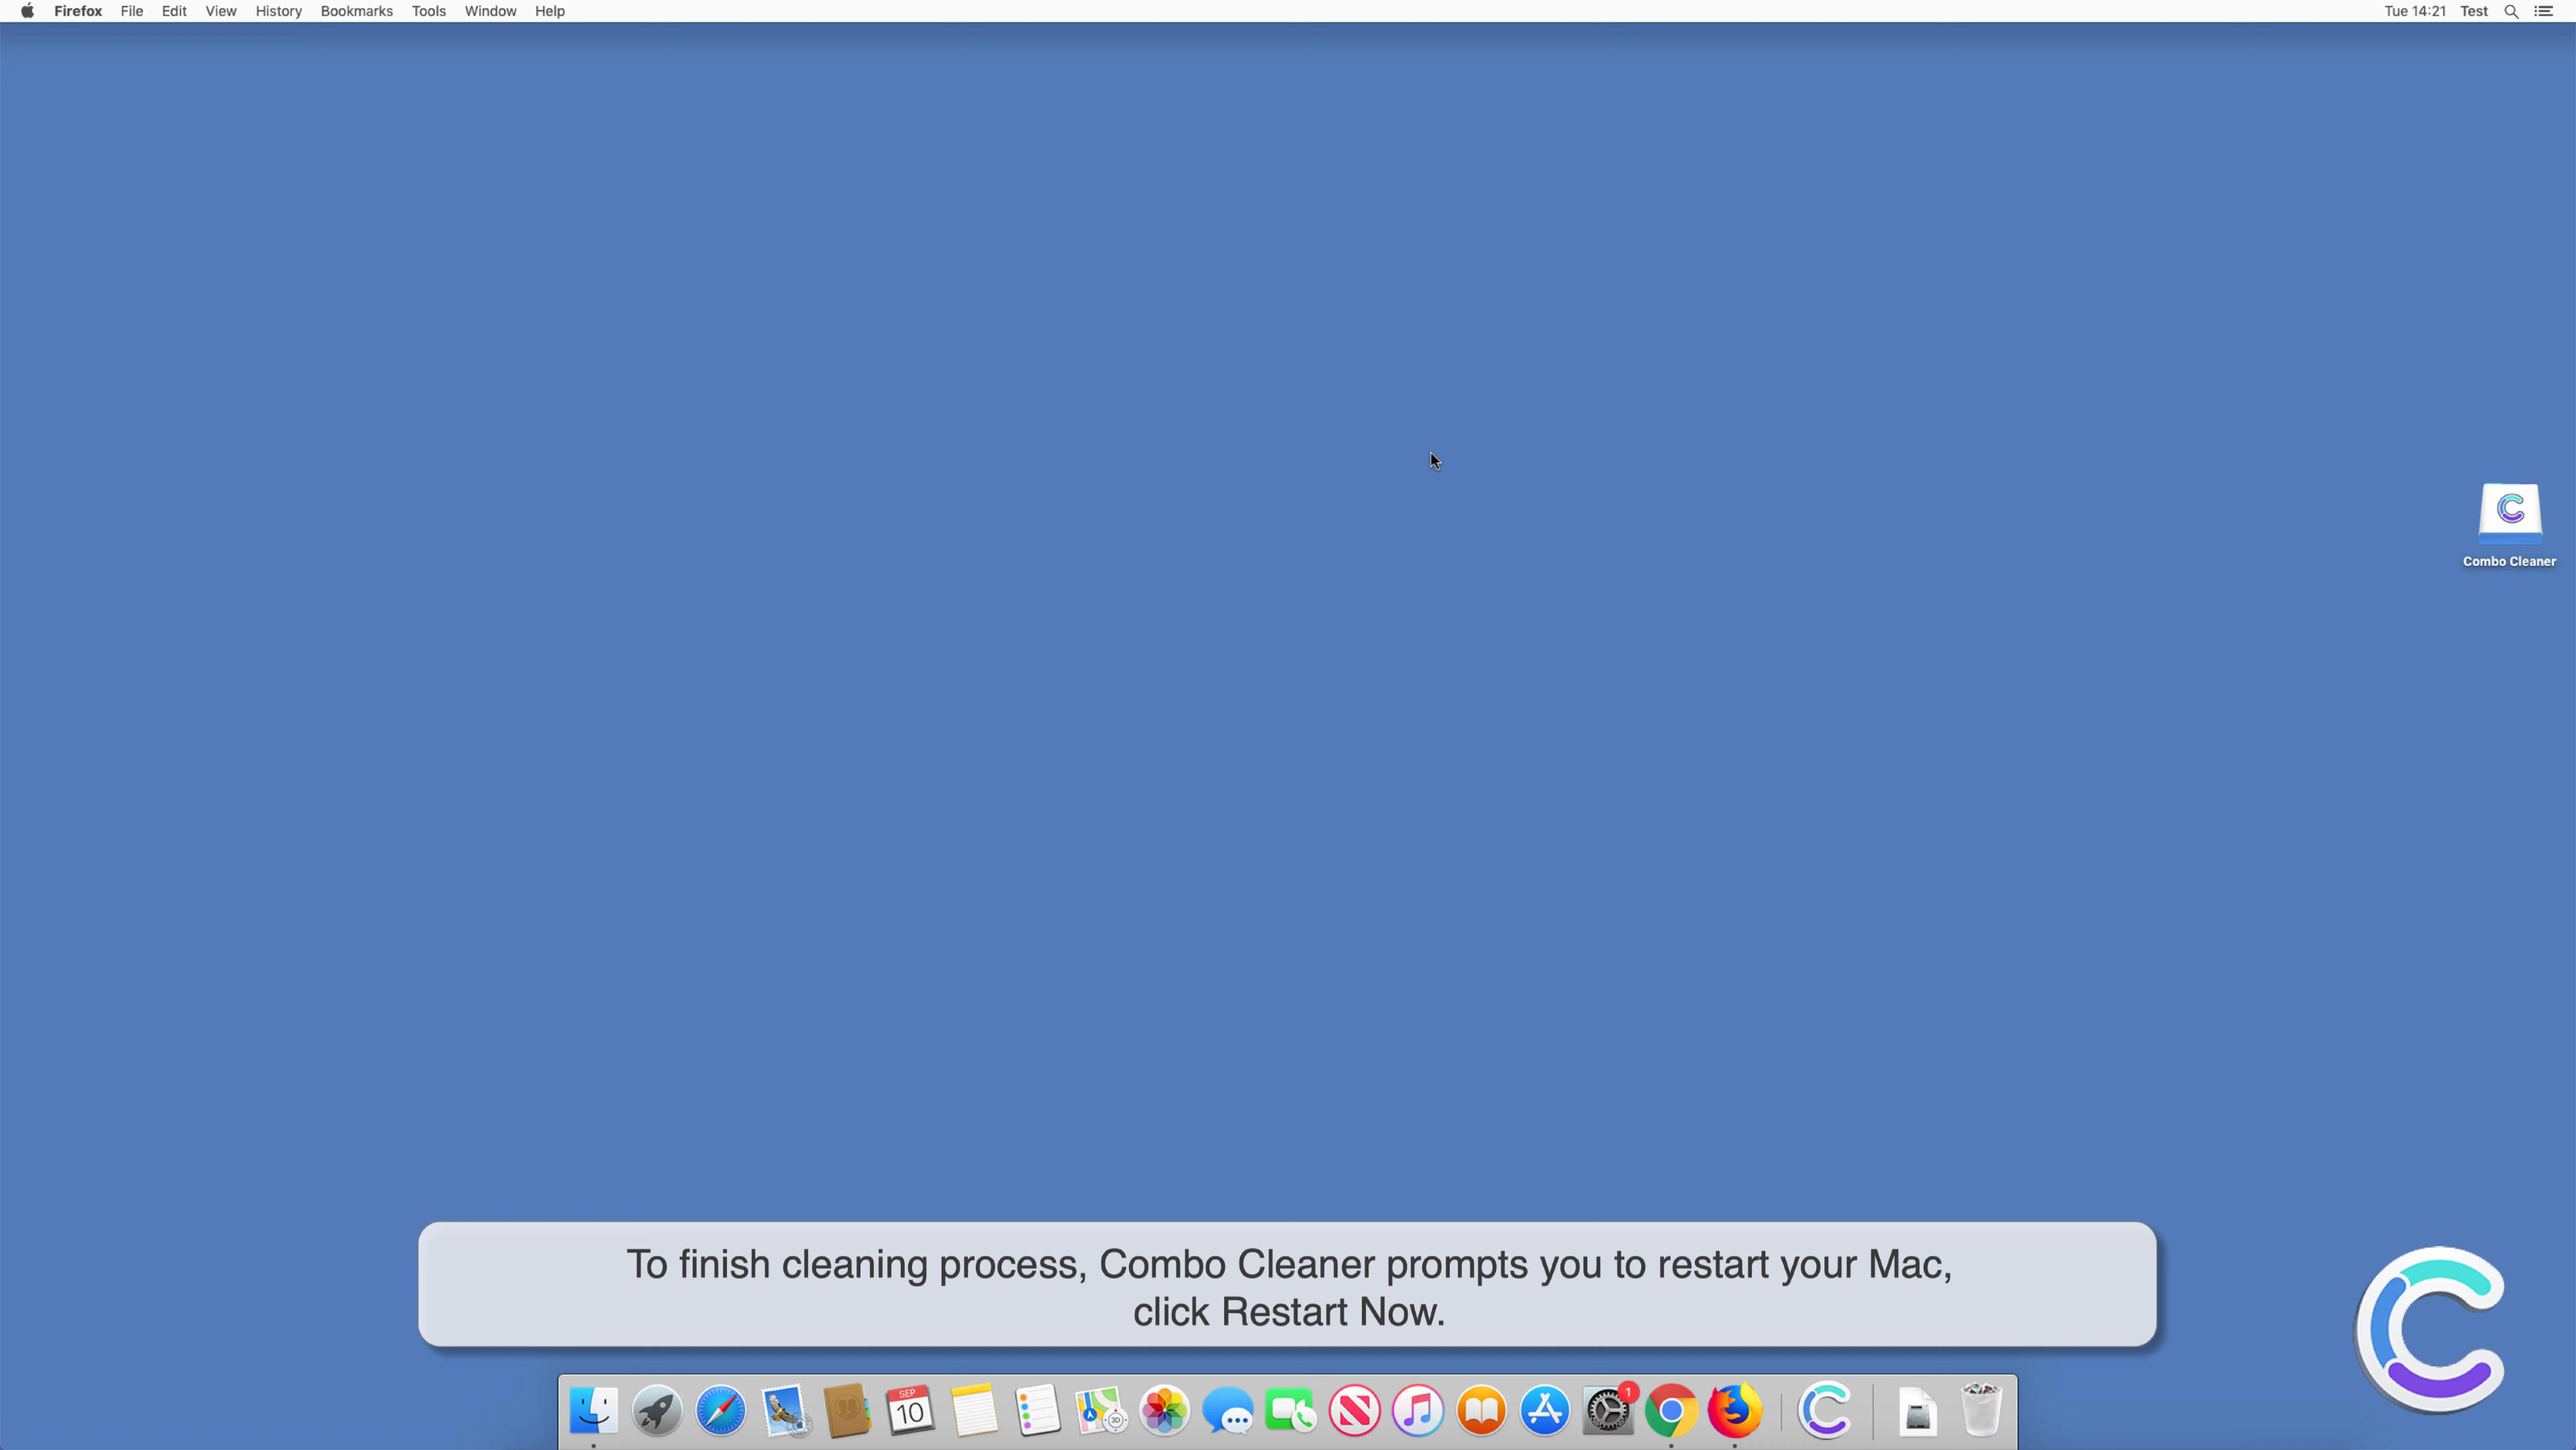 Firefox File Edit View History Bookmarks Tools Window Help Tue 14:21 Test
Combo Cleaner
To finish cleaning process, Combo Cleaner prompts you to restart your Mac,
click Restart Now.
SEP
10
3D
1